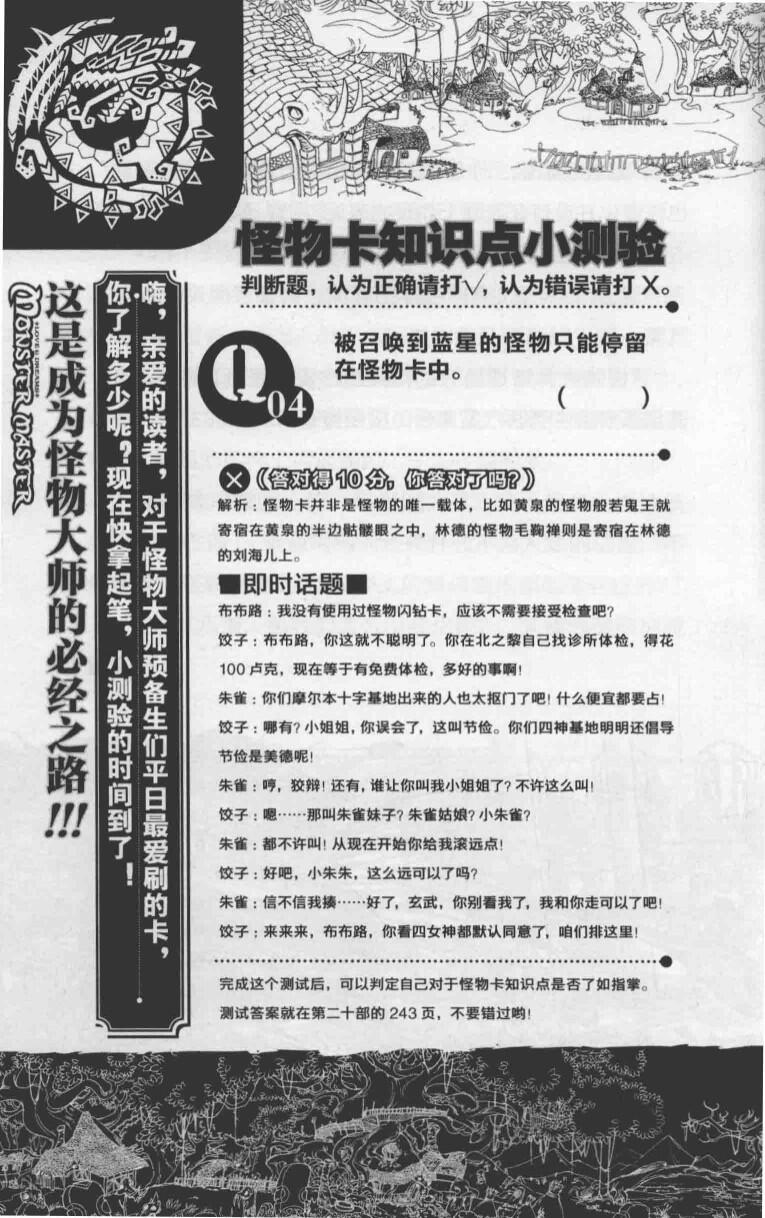 怪物卡知识点小测验
判断题，认为正确请打√，认为错误请打 X。
Q04
被召唤到蓝星的怪物只能停留
在怪物卡中。
（　　）
×（答对得 10 分，你答对了吗？）
解析：怪物卡并非是怪物的唯一载体，比如黄泉的怪物般若鬼王就
寄宿在黄泉的半边骷髅眼之中，林德的怪物毛鞠禅则是寄宿在林德
的刘海儿上。
■即时话题■
布布路：我没有使用过怪物闪钻卡，应该不需要接受检查吧？
饺子：布布路，你这就不聪明了。你在北之黎自己找诊所体检，得花
100 卢克，现在等于有免费体检，多好的事啊！
朱雀：你们摩尔本十字基地出来的人也太抠门了吧！什么便宜都要占！
饺子：哪有？小姐姐，你误会了，这叫节俭。你们四神基地明明还倡导
节俭是美德呢！
朱雀：哼，狡辩！还有，谁让你叫我小姐姐了？不许这么叫！
饺子：嗯……那叫朱雀妹子？朱雀姑娘？小朱雀？
朱雀：都不许叫！从现在开始你给我滚远点！
饺子：好吧，小朱朱，这么远可以了吗？
朱雀：信不信我揍……好了，玄武，你别看我了，我和你走可以了吧！
饺子：来来来，布布路，你看四女神都默认同意了，咱们排这里！
完成这个测试后，可以判定自己对于怪物卡知识点是否了如指掌。
测试答案就在第二十部的 243 页，不要错过哟！
嗨，亲爱的读者，对于怪物大师预备生们平日最爱刷的卡，
你了解多少呢？现在快拿起笔，小测验的时间到了！
这是成为怪物大师的必经之路!!!
MONSTER MASTER